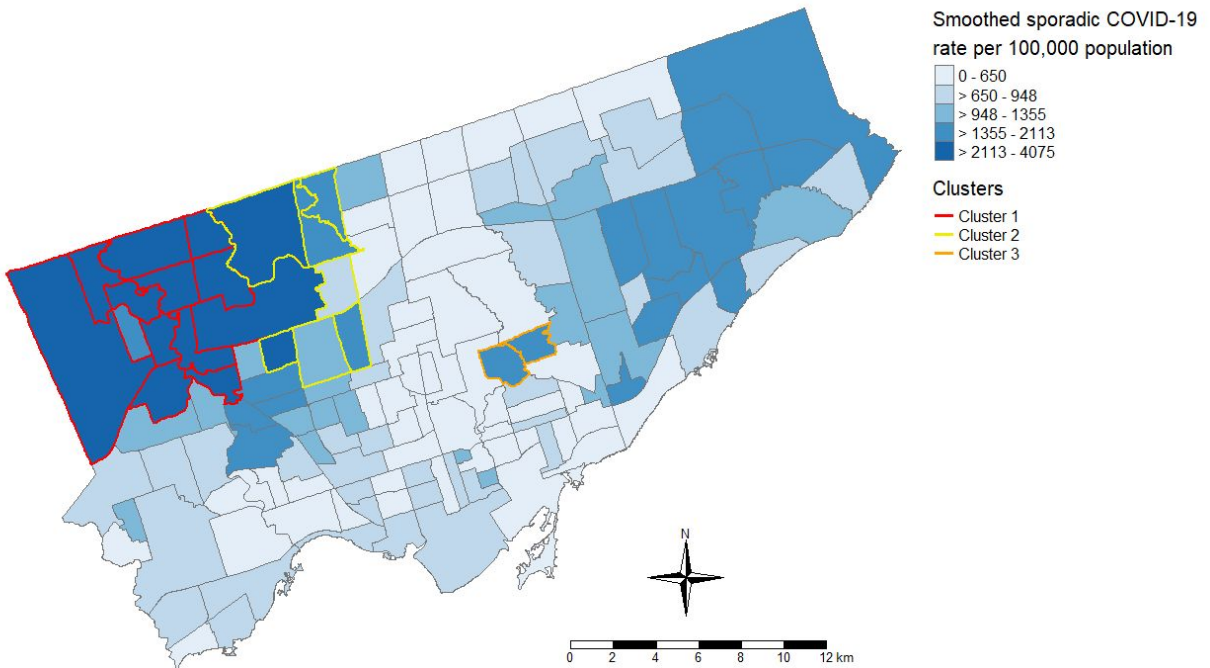 Smoothed sporadic COVID-19
rate per 100,000 population
0 - 650
> 650 - 948
> 948 - 1355
> 1355 - 2113
> 2113 - 4075
Clusters
Cluster 1
Cluster 2
Cluster 3
N
0 2 4 6 8 10 12 km